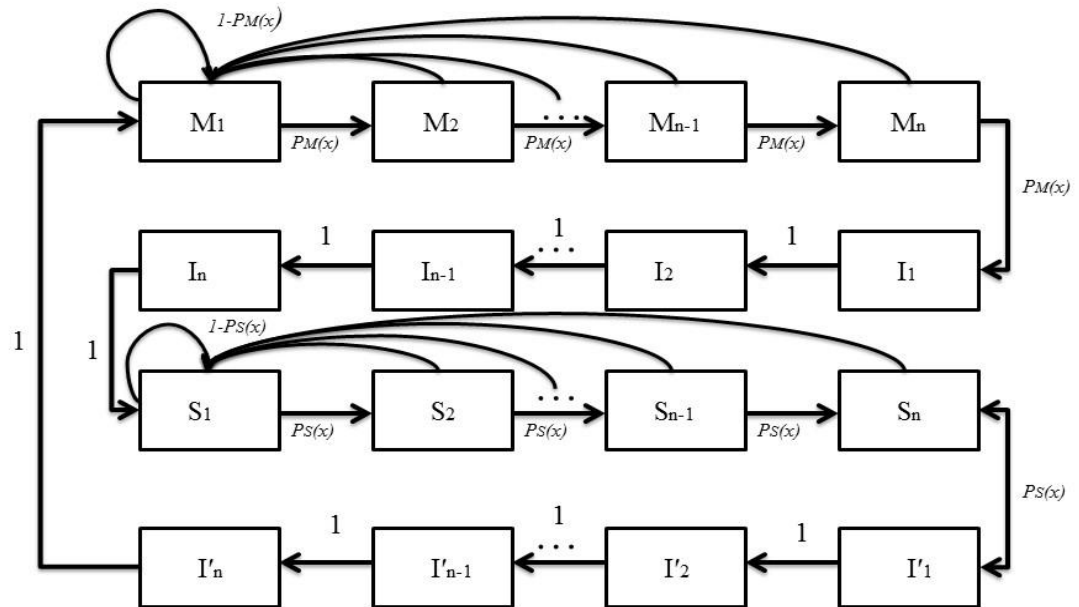 1-PM(x)
M1 M2 ... Mn-1 Mn
PM(x) PM(x) PM(x)
PM(x)
1 1 1
In In-1 ... I2 I1
1 1
1-PS(x)
S1 S2 ... Sn-1 Sn
PS(x) PS(x) PS(x)
PS(x)
1 1 1
I'n I'n-1 ... I'2 I'1